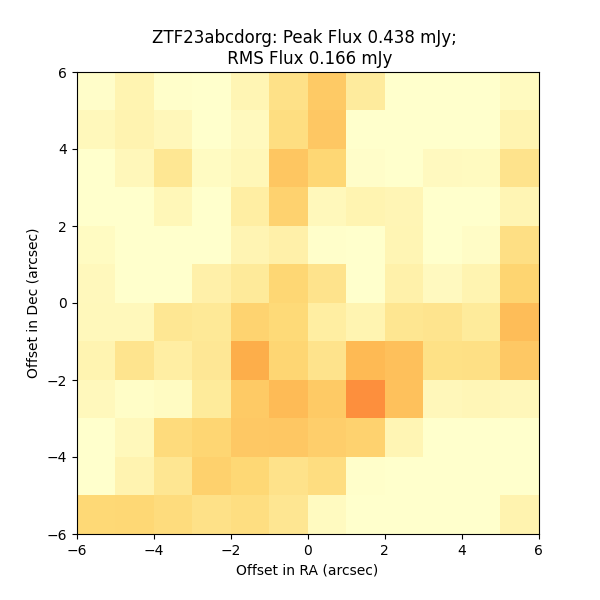 ZTF23abcdorg: Peak Flux 0.438 mJy;
RMS Flux 0.166 mJy
6
4
2
0
−2
−4
−6
Offset in Dec (arcsec)
−6 −4 −2 0 2 4 6
Offset in RA (arcsec)